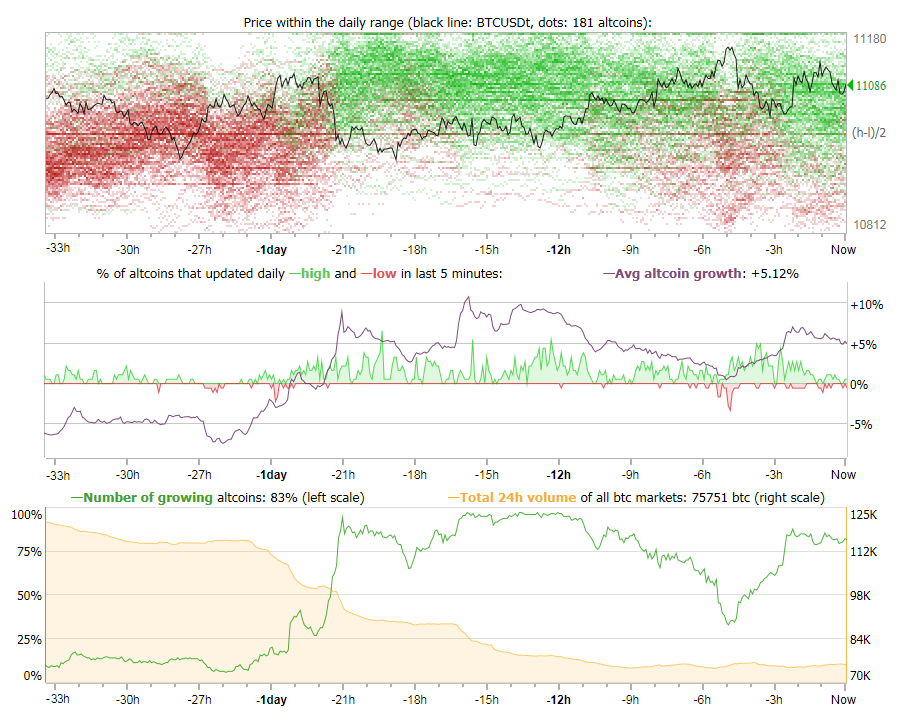 Price within the daily range (black line: BTCUSDt, dots: 181 altcoins):
11180
11086
(h-l)/2
10812
-33h -30h -27h -1day -21h -18h -15h -12h -9h -6h -3h Now
% of altcoins that updated daily —high and —low in last 5 minutes: —Avg altcoin growth: +5.12%
+10%
+5%
0%
-5%
-33h -30h -27h -1day -21h -18h -15h -12h -9h -6h -3h Now
—Number of growing altcoins: 83% (left scale) —Total 24h volume of all btc markets: 75751 btc (right scale)
100% 125K
75% 112K
50% 98K
25% 84K
0% 70K
-33h -30h -27h -1day -21h -18h -15h -12h -9h -6h -3h Now